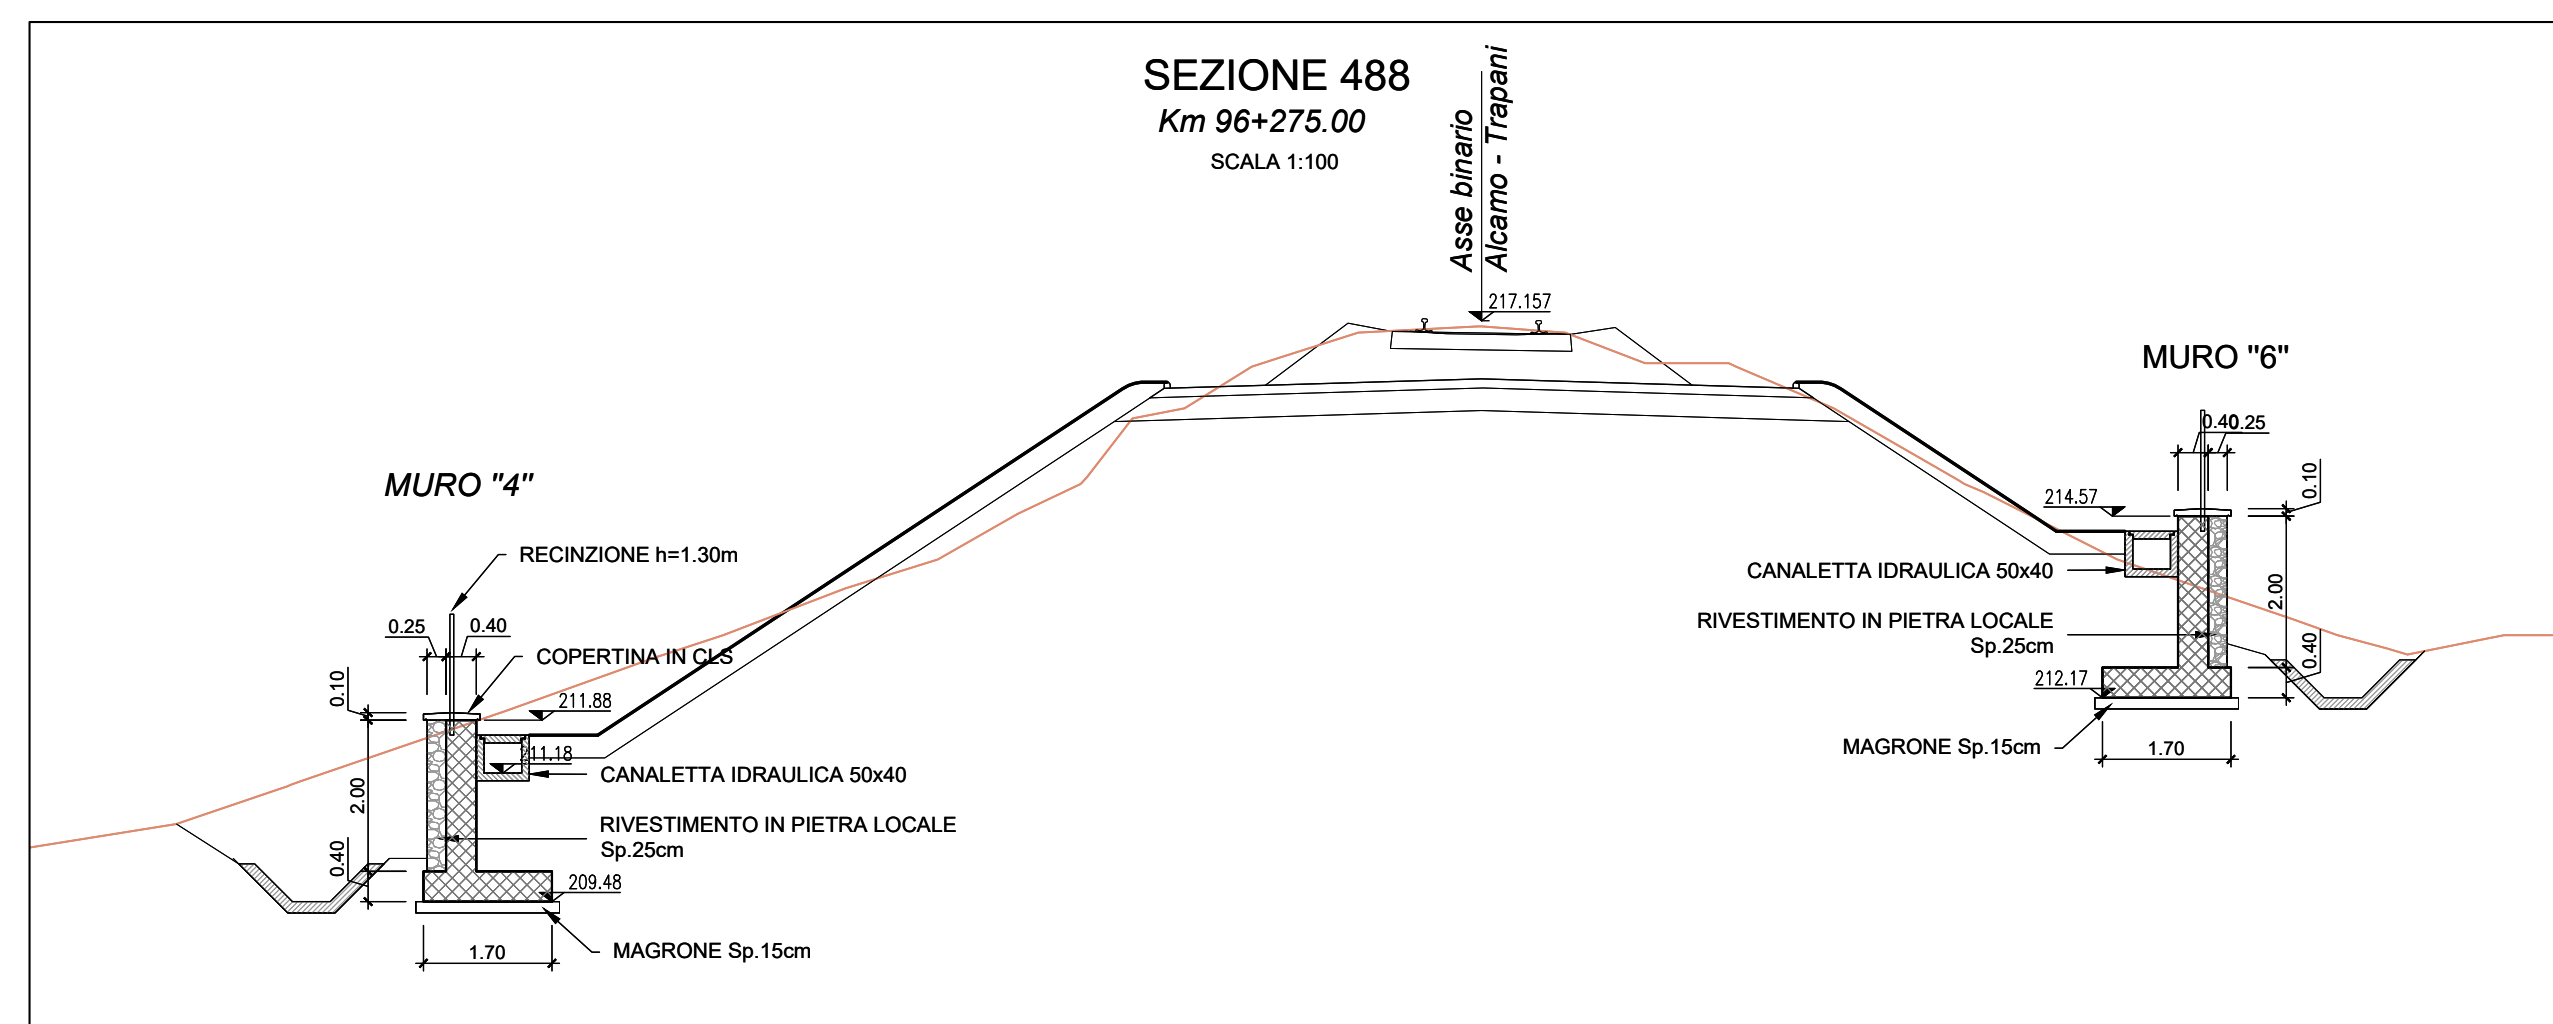 SEZIONE 488
Km 96+275.00
SCALA 1:100
Asse binario
Alcamo - Trapani
217.157
MURO "6"
0.40
0.25
0.10
214.57
CANALETTA IDRAULICA 50x40
2.00
RIVESTIMENTO IN PIETRA LOCALE
Sp.25cm
0.40
212.17
MAGRONE Sp.15cm
1.70
MURO "4"
RECINZIONE h=1.30m
0.25
0.40
COPERTINA IN CLS
0.10
211.88
211.18
CANALETTA IDRAULICA 50x40
2.00
RIVESTIMENTO IN PIETRA LOCALE
Sp.25cm
0.40
209.48
MAGRONE Sp.15cm
1.70